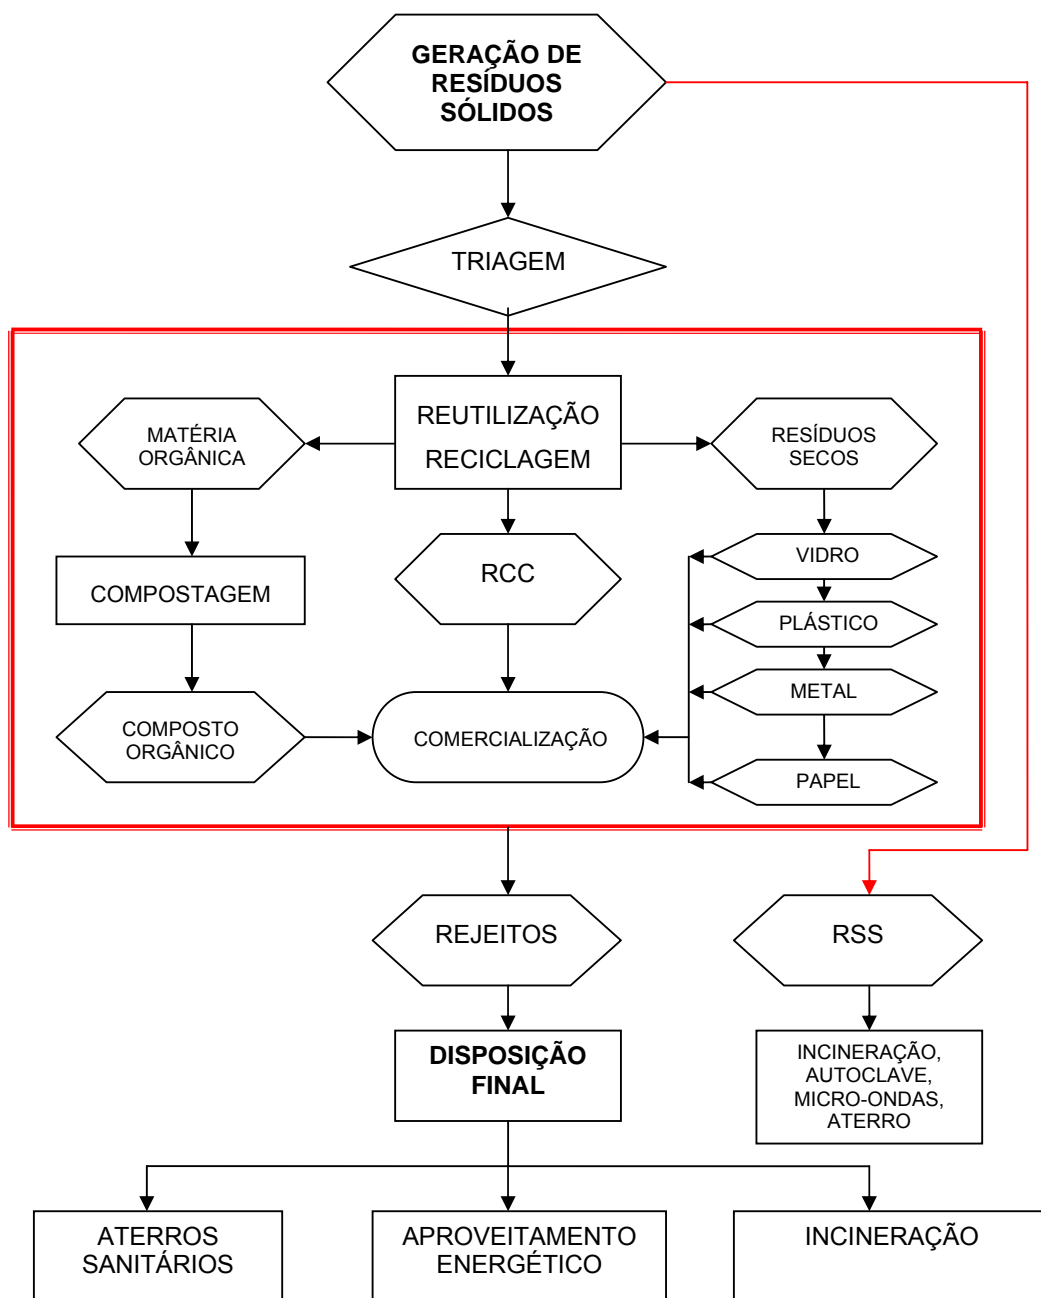 GERAÇÃO DE
RESÍDUOS
SÓLIDOS
TRIAGEM
REUTILIZAÇÃO
RECICLAGEM
MATÉRIA
ORGÂNICA
RESÍDUOS
SECOS
COMPOSTAGEM
RCC
VIDRO
PLÁSTICO
METAL
PAPEL
COMPOSTO
ORGÂNICO
COMERCIALIZAÇÃO
REJEITOS
RSS
DISPOSIÇÃO
FINAL
INCINERAÇÃO,
AUTOCLAVE,
MICRO-ONDAS,
ATERRO
ATERROS
SANITÁRIOS
APROVEITAMENTO
ENERGÉTICO
INCINERAÇÃO